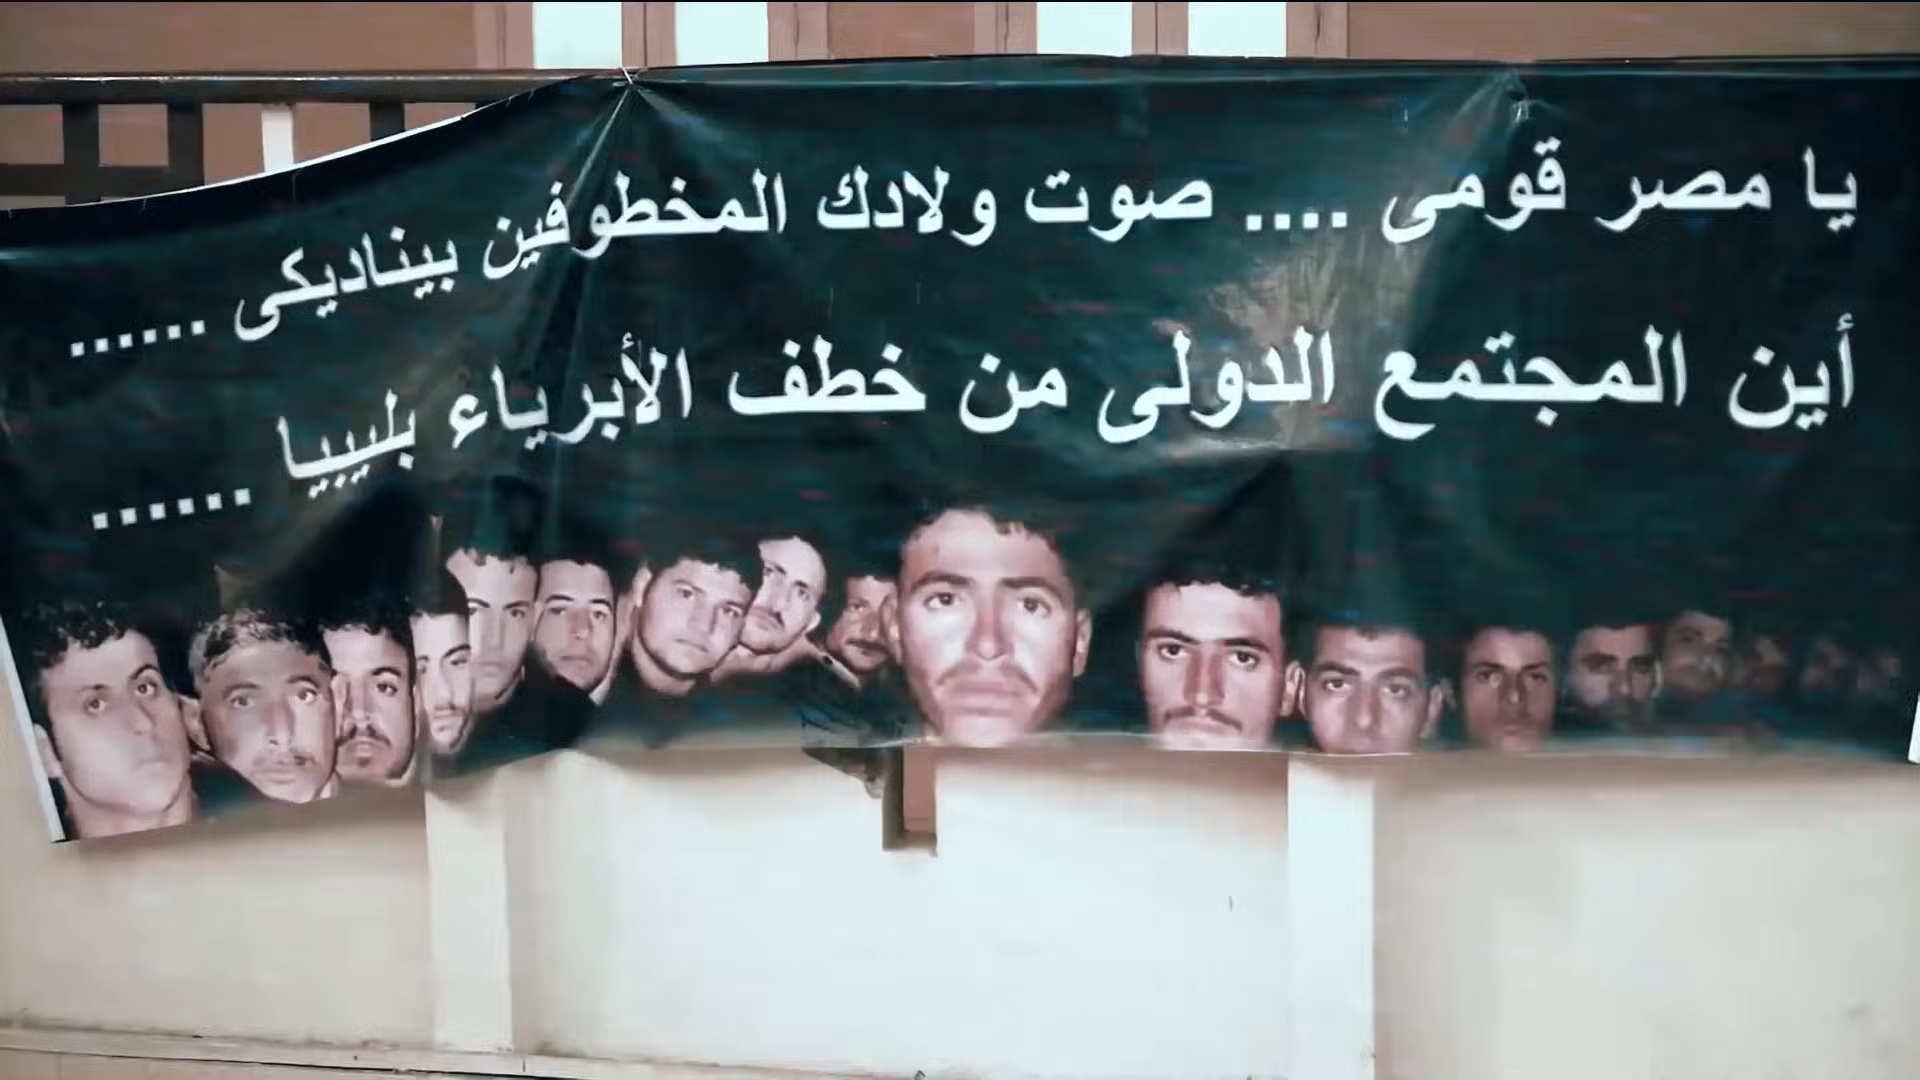 يا مصر قومى .... صوت ولادك المخطوفين بيناديكى ......
أين المجتمع الدولى من خطف الأبرياء بليبيا ......